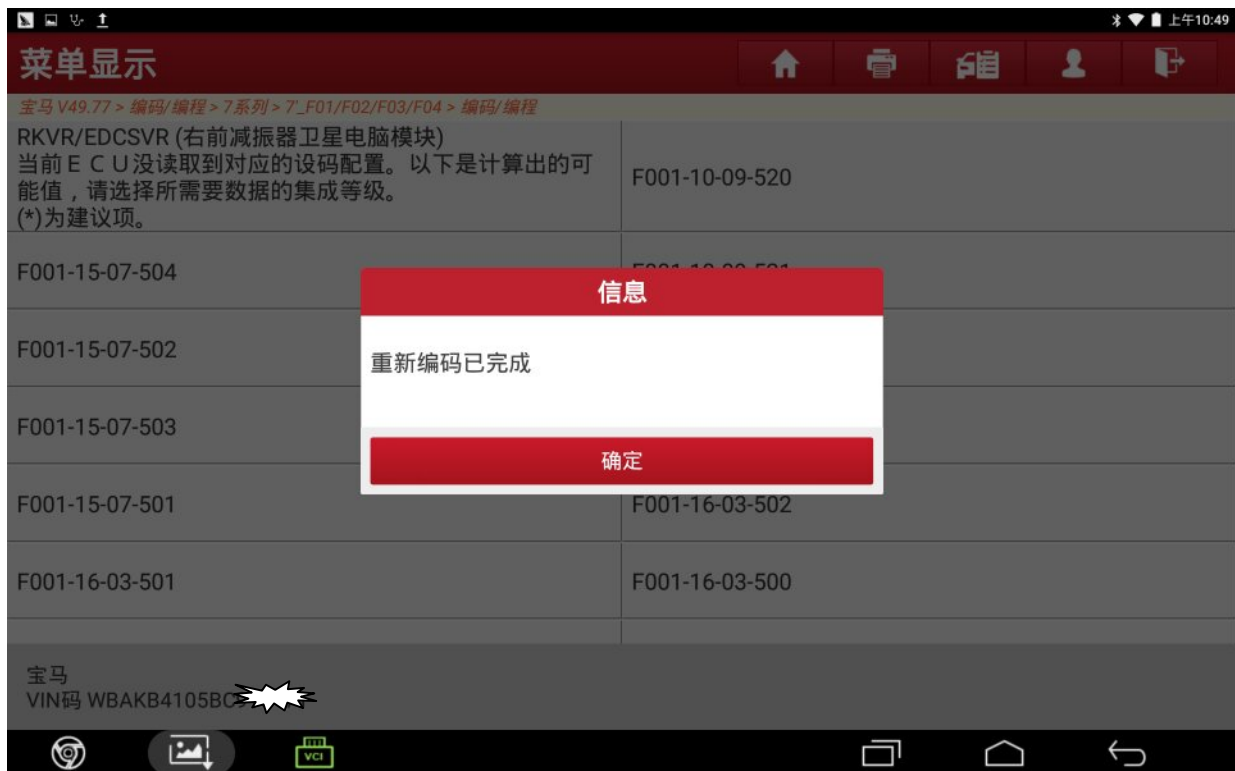 上午10:49
菜单显示
宝马 V49.77 > 编码/编程 > 7系列 > 7'_F01/F02/F03/F04 > 编码/编程
RKVR/EDCSVR (右前减振器卫星电脑模块)
当前ＥＣＵ没读取到对应的设码配置。以下是计算出的可
能值，请选择所需要数据的集成等级。
(*)为建议项。
F001-10-09-520
F001-15-07-504
信息
F001-15-07-502
重新编码已完成
F001-15-07-503
确定
F001-15-07-501
F001-16-03-502
F001-16-03-501
F001-16-03-500
宝马
VIN码 WBAKB4105BC
VCI